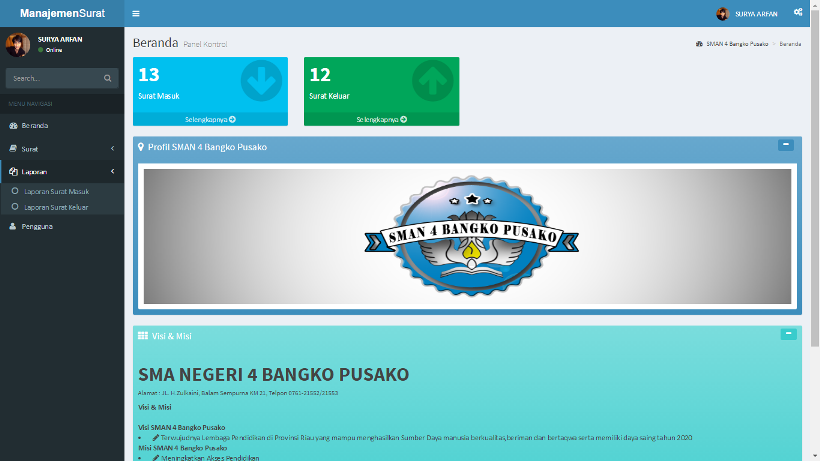 ManajemenSurat
SURYA ARFAN
SURYA ARFAN
Online
Search...
MENU NAVIGASI
Beranda
Surat
Laporan
Laporan Surat Masuk
Laporan Surat Keluar
Pengguna
Beranda Panel Kontrol
SMAN 4 Bangko Pusako > Beranda
13
Surat Masuk
Selengkapnya
12
Surat Keluar
Selengkapnya
Profil SMAN 4 Bangko Pusako
SMAN 4 BANGKO PUSAKO
Visi & Misi
SMA NEGERI 4 BANGKO PUSAKO
Alamat : JL. H Zulkaini, Balam Sempurna KM 21, Telpon 0761-21552/21553
Visi & Misi
Visi SMAN 4 Bangko Pusako
Terwujudnya Lembaga Pendidikan di Provinsi Riau yang mampu menghasilkan Sumber Daya manusia berkualitas,beriman dan bertaqwa serta memiliki daya saing tahun 2020
Misi SMAN 4 Bangko Pusako
Meningkatkan Akses Pendidikan